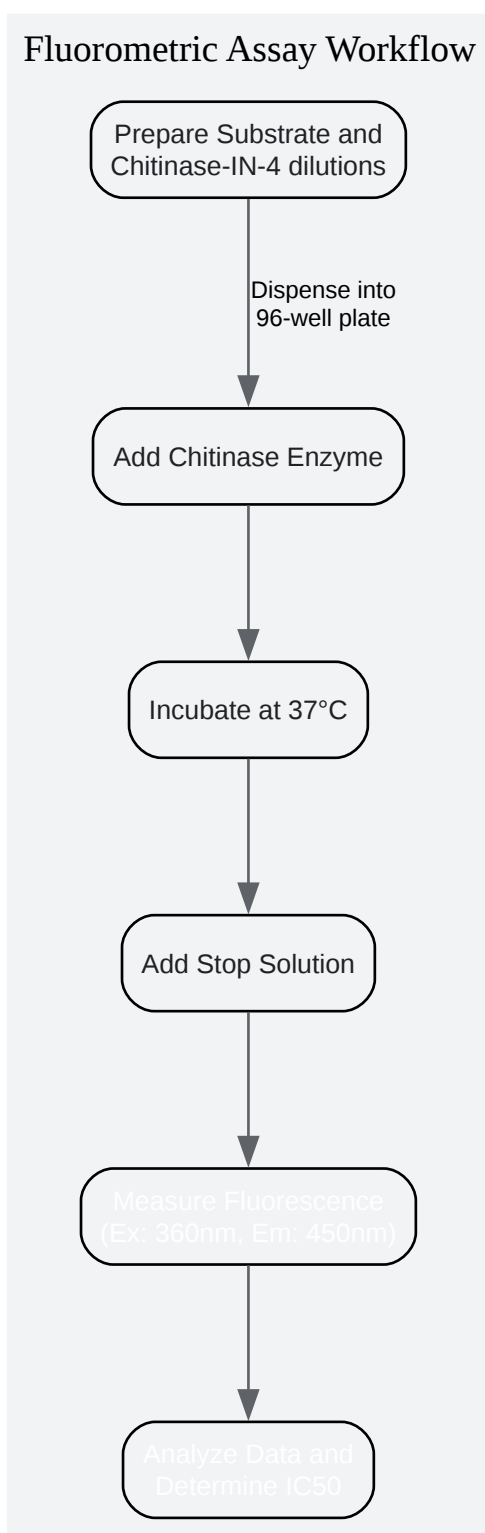 Fluorometric Assay Workflow
Prepare Substrate and
Chitinase-IN-4 dilutions
Dispense into
96-well plate
Add Chitinase Enzyme
Incubate at 37°C
Add Stop Solution
Measure Fluorescence
(Ex: 360nm, Em: 450nm)
Analyze Data and
Determine IC50